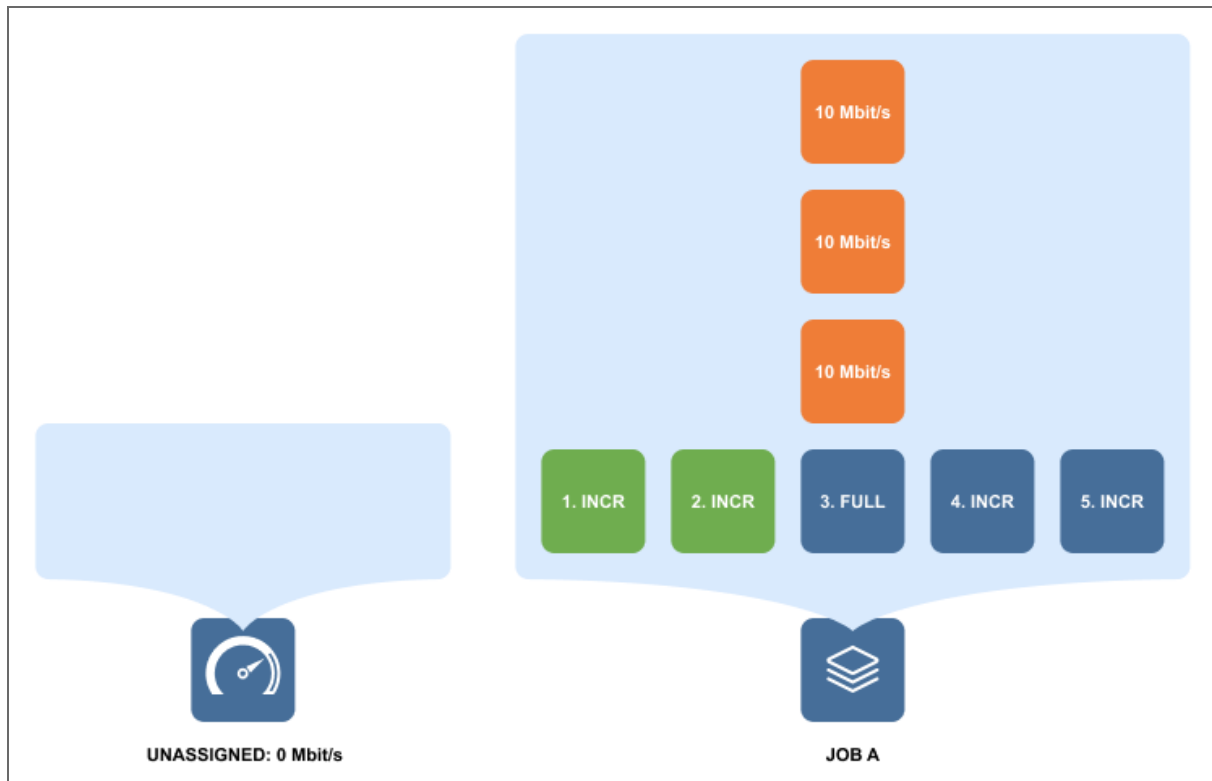 10 Mbit/s
10 Mbit/s
10 Mbit/s
1. INCR
2. INCR
3. FULL
4. INCR
5. INCR
UNASSIGNED: 0 Mbit/s
JOB A